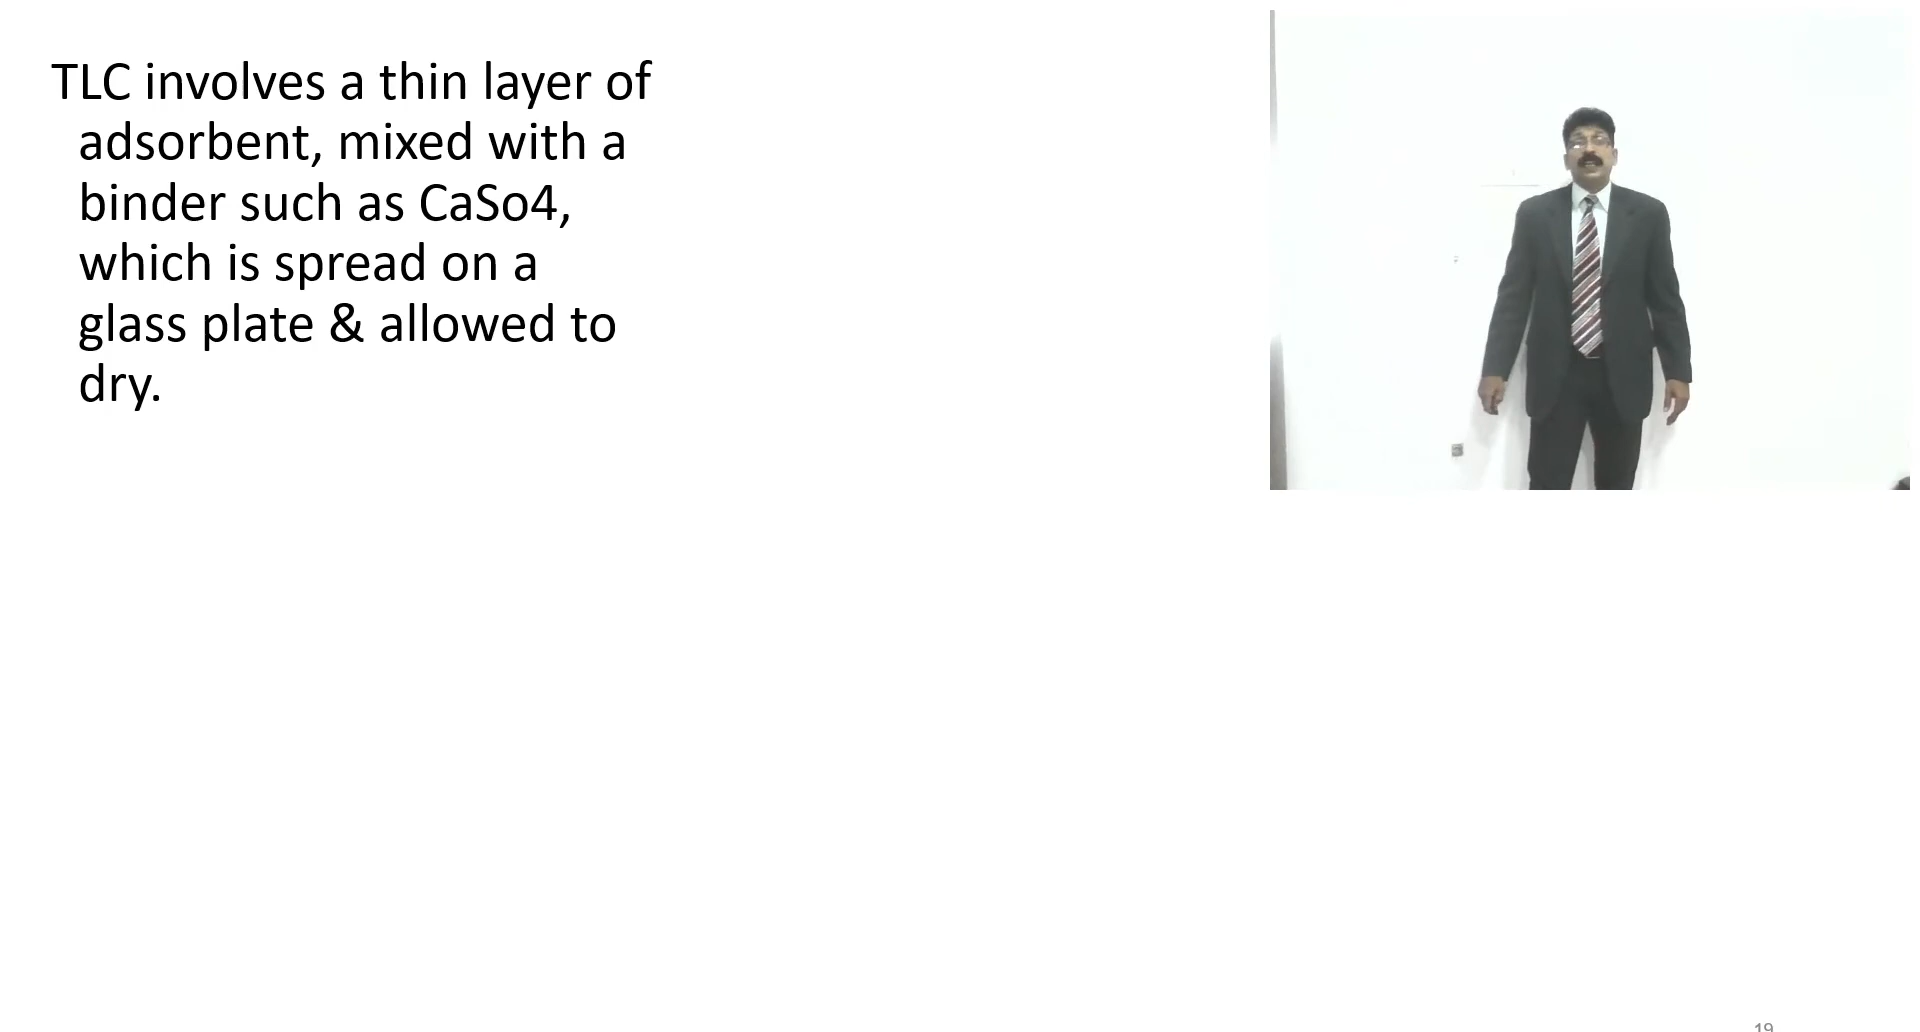 TLC involves a thin layer of
adsorbent, mixed with a
binder such as CaSo4,
which is spread on a
glass plate & allowed to
dry.
19